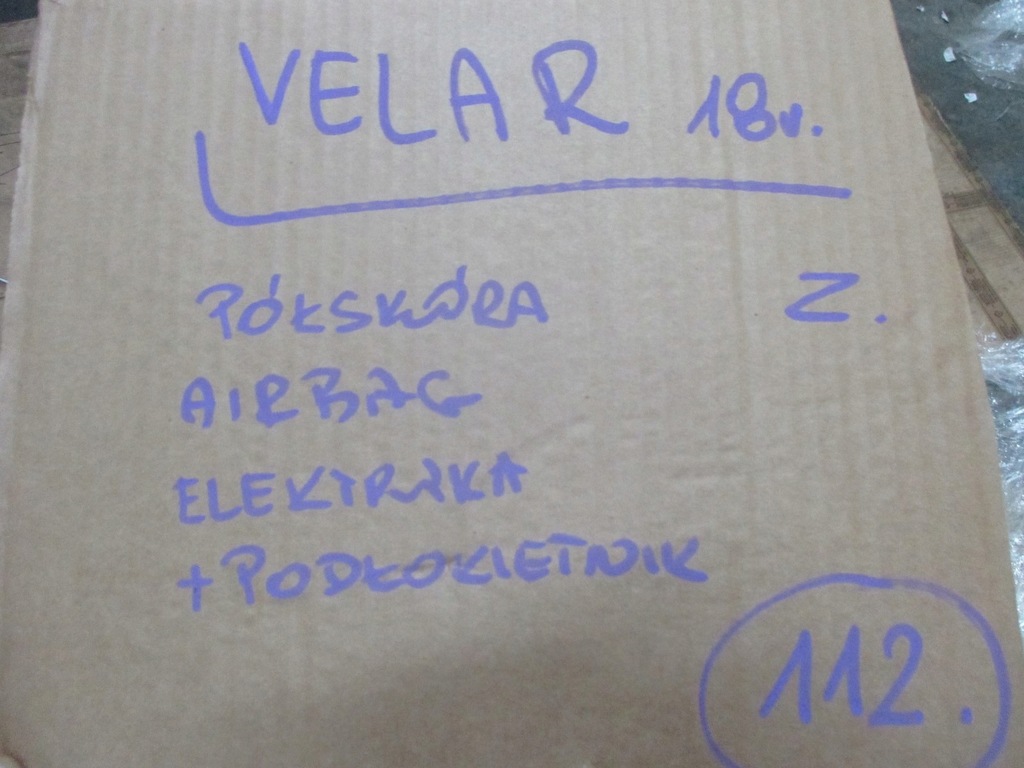 VELAR 18r.
PÓŁSKÓRA Z.
AIRBAG
ELEKTRYKA
+ PODŁOKIETNIK
112.